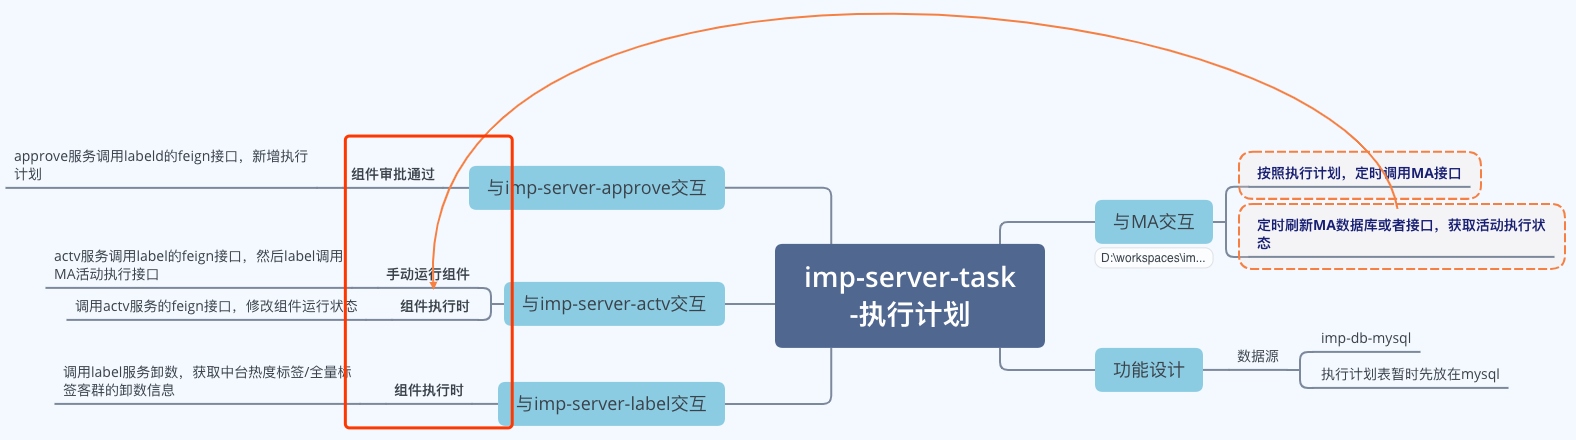 approve服务调用labeld的feign接口，新增执行
计划
组件审批通过
与imp-server-approve交互
actv服务调用label的feign接口，然后label调用
MA活动执行接口
手动运行组件
调用actv服务的feign接口，修改组件运行状态
组件执行时
与imp-server-actv交互
调用label服务卸数，获取中台热度标签/全量标
签客群的卸数信息
组件执行时
与imp-server-label交互
imp-server-task
-执行计划
与MA交互
D:\workspaces\im...
按照执行计划，定时调用MA接口
定时刷新MA数据库或者接口，获取活动执行状
态
功能设计
数据源
imp-db-mysql
执行计划表暂时先放在mysql